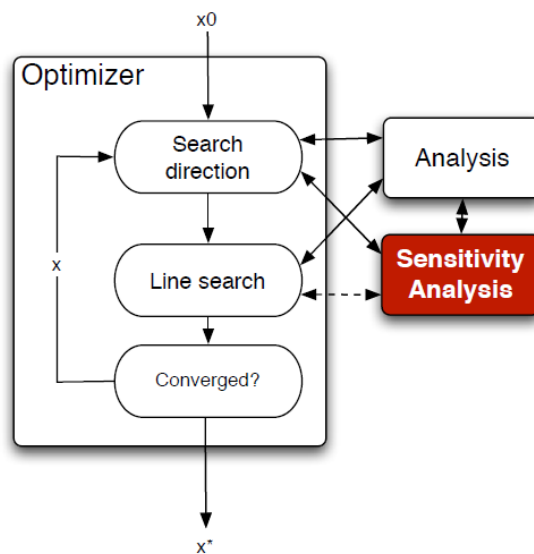 x0
Optimizer
Search
direction
Analysis
x
Line search
Sensitivity
Analysis
Converged?
x*